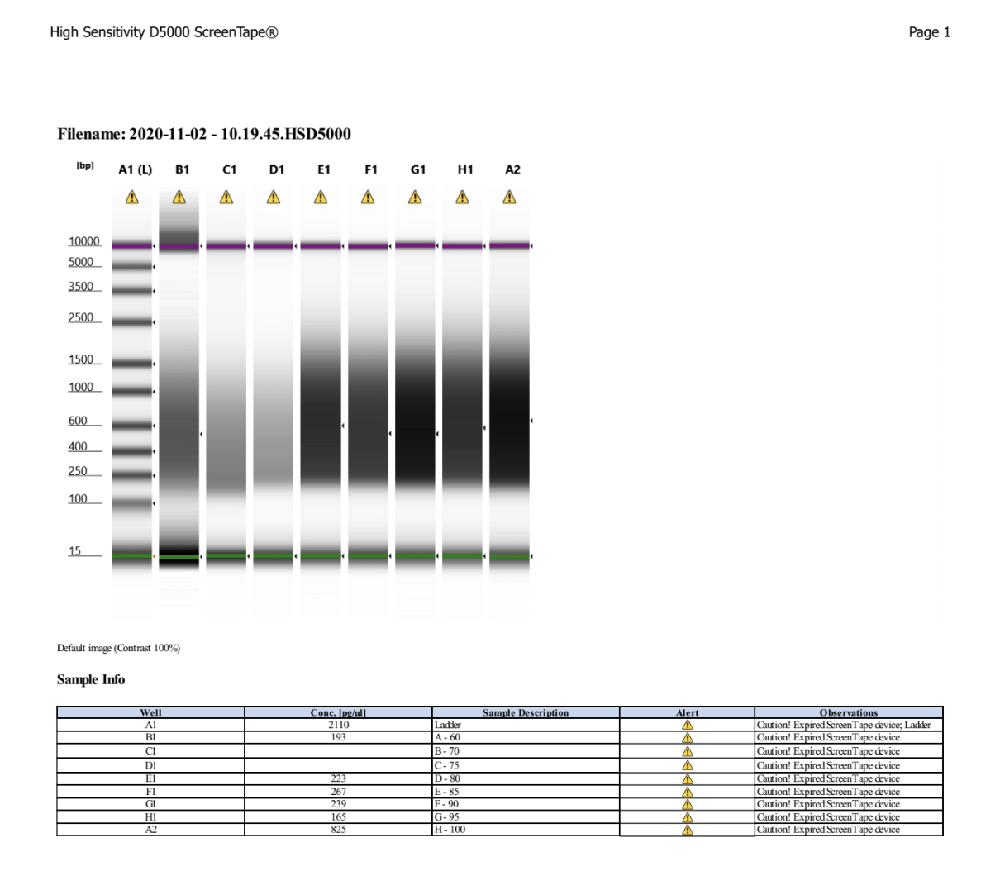 High Sensitivity D5000 ScreenTape® Page 1
Filename: 2020-11-02 - 10.19.45.HSD5000
[bp] A1 (L) B1 C1 D1 E1 F1 G1 H1 A2
10000
5000
3500
2500
1500
1000
600
400
250
100
15
Default image (Contrast 100%)
Sample Info
Well Conc. [pg/µl] Sample Description Alert Observations
A1 2110 Ladder Caution! Expired ScreenTape device; Ladder
B1 193 A - 60 Caution! Expired ScreenTape device
C1 B - 70 Caution! Expired ScreenTape device
D1 C - 75 Caution! Expired ScreenTape device
E1 223 D - 80 Caution! Expired ScreenTape device
F1 267 E - 85 Caution! Expired ScreenTape device
G1 239 F - 90 Caution! Expired ScreenTape device
H1 165 G - 95 Caution! Expired ScreenTape device
A2 825 H - 100 Caution! Expired ScreenTape device